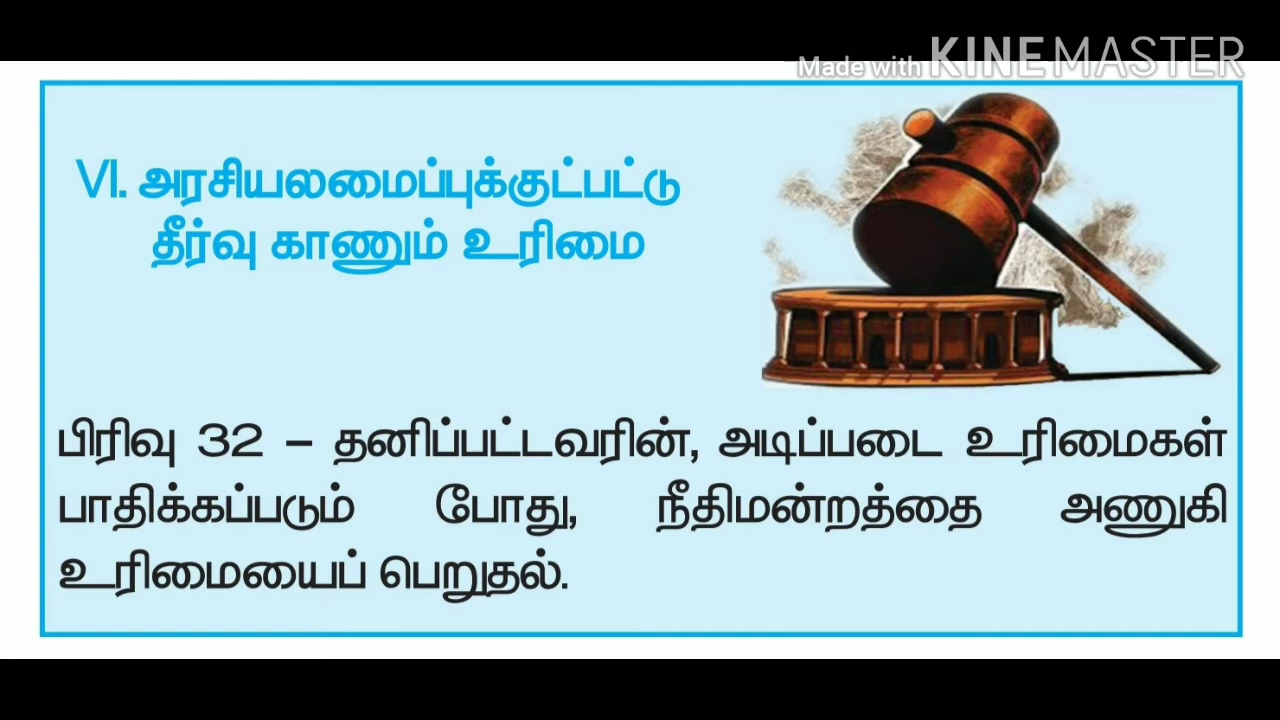 Made with KINEMASTER
VI. அரசியலமைப்புக்குட்பட்டு
தீர்வு காணும் உரிமை
பிரிவு 32 – தனிப்பட்டவரின், அடிப்படை உரிமைகள்
பாதிக்கப்படும் போது, நீதிமன்றத்தை அணுகி
உரிமையைப் பெறுதல்.